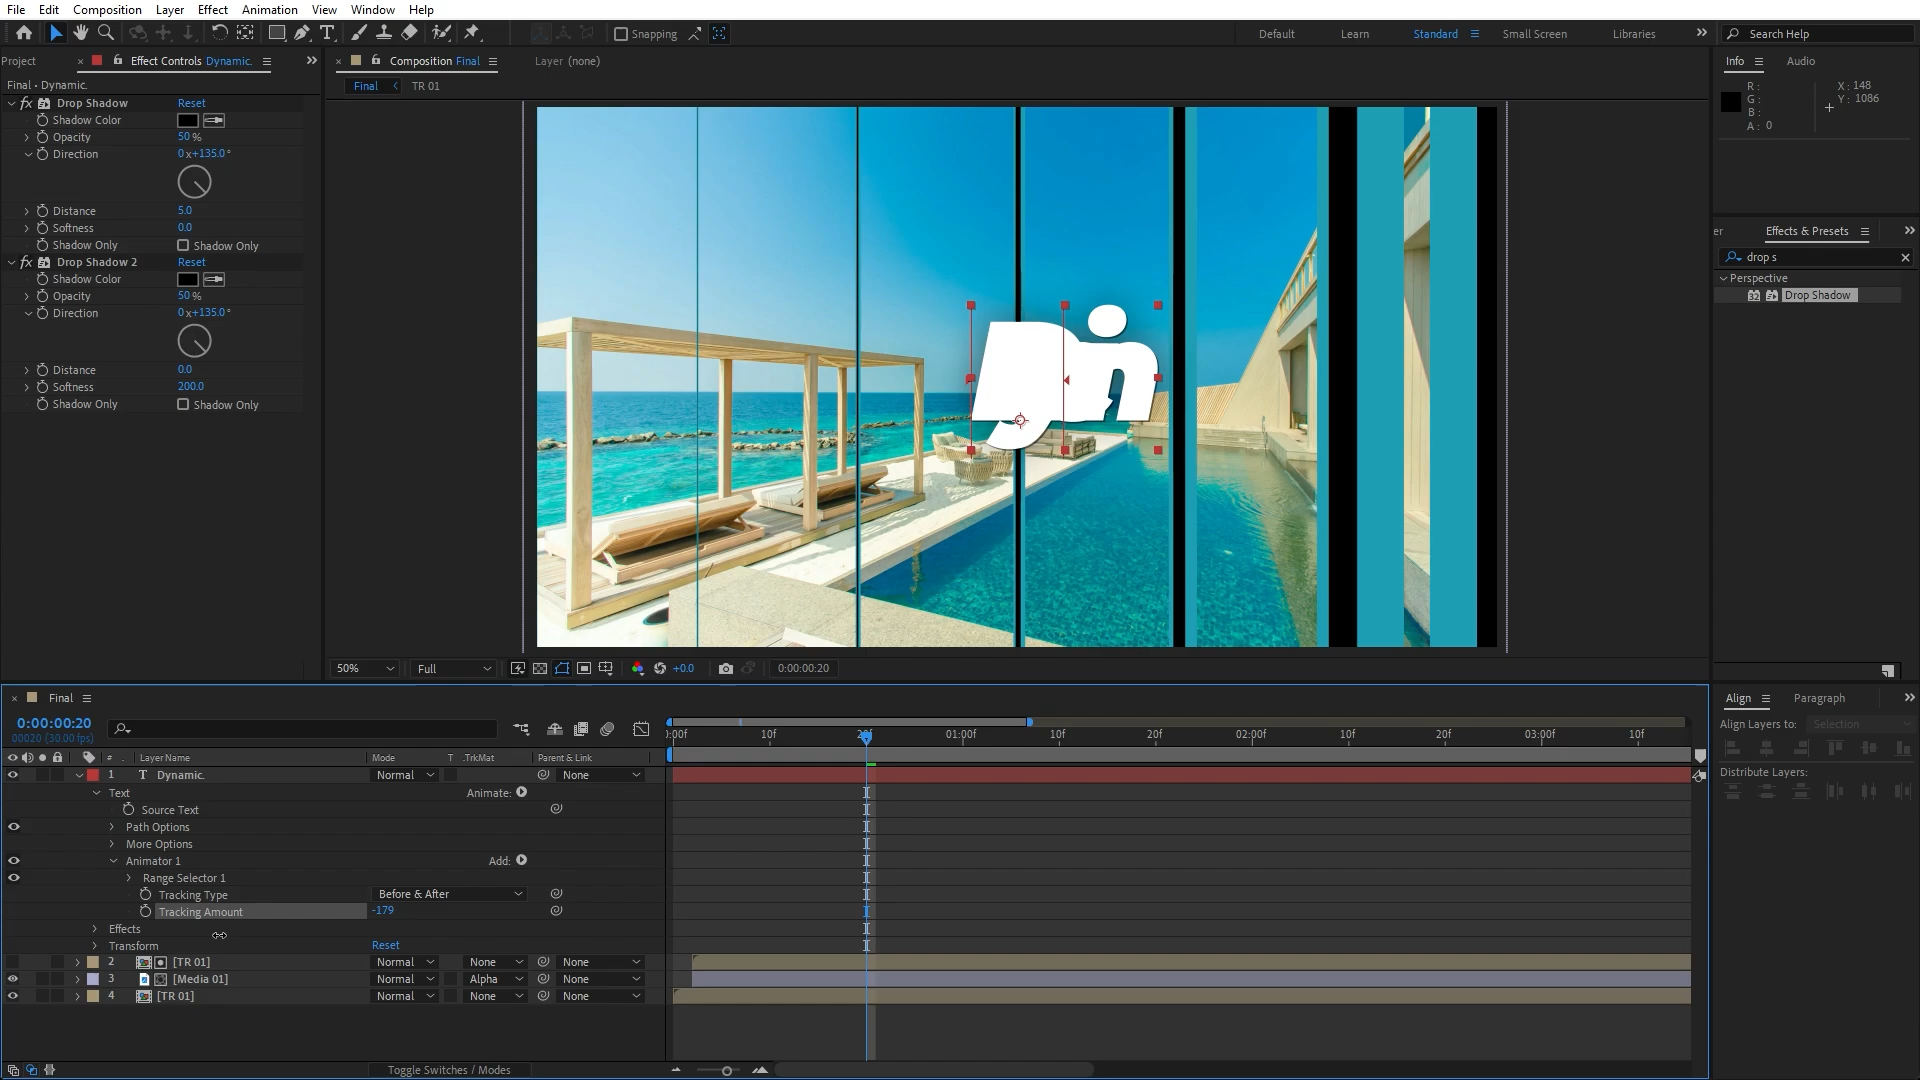 File Edit Composition Layer Effect Animation View Window Help
Snapping
Default Learn Standard Small Screen Libraries
Search Help
Project
Effect Controls Dynamic.
Composition Final
Layer (none)
Info Audio
Final • Dynamic.
Final
TR 01
R :
G :
B :
A : 0
X : 148
Y : 1086
fx Drop Shadow Reset
Shadow Color
Opacity 50 %
Direction 0 x+135.0°
Distance 5.0
Softness 0.0
Shadow Only Shadow Only
fx Drop Shadow 2 Reset
Shadow Color
Opacity 50 %
Direction 0 x+135.0°
Distance 0.0
Softness 200.0
Shadow Only Shadow Only
er
Effects & Presets
drop s
Perspective
32 Drop Shadow
50% Full +0.0 0:00:00:20
Final
0:00:00:20
00020 (30.00 fps)
:00f 10f 20f 01:00f 10f 20f 02:00f 10f 20f 03:00f 10f
# . Layer Name Mode T .TrkMat Parent & Link
1 T Dynamic. Normal None
Text Animate:
Source Text
Path Options
More Options
Animator 1 Add:
Range Selector 1
Tracking Type Before & After
Tracking Amount -179
Effects
Transform Reset
2 [TR 01] Normal None None
3 [Media 01] Normal Alpha None
4 [TR 01] Normal None None
Toggle Switches / Modes
Align Paragraph
Align Layers to: Selection
Distribute Layers: